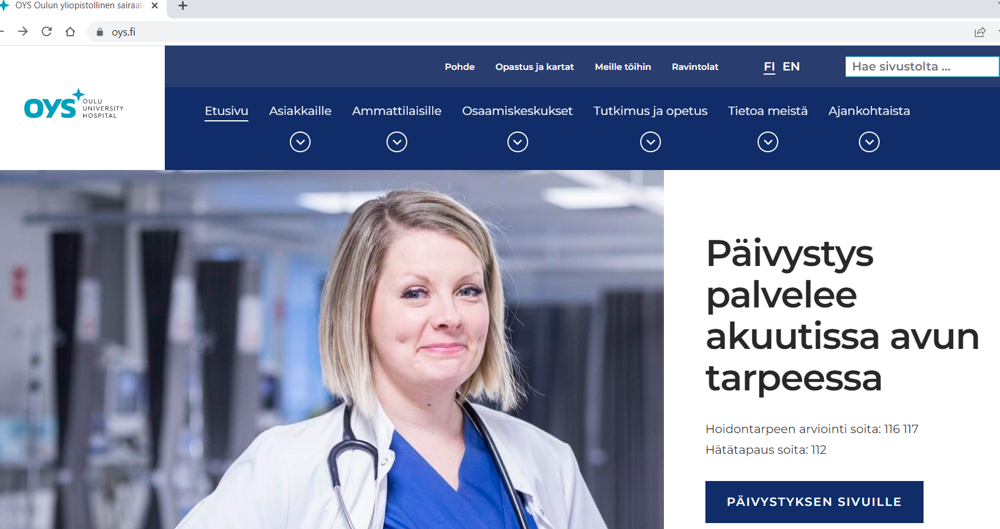 OYS Oulun yliopistollinen sairaala
oys.fi
Pohde Opastus ja kartat Meille töihin Ravintolat FI EN Hae sivustolta ...
OYS OULU UNIVERSITY HOSPITAL
Etusivu Asiakkaille Ammattilaisille Osaamiskeskukset Tutkimus ja opetus Tietoa meistä Ajankohtaista
Päivystys
palvelee
akuutissa avun
tarpeessa
Hoidontarpeen arviointi soita: 116 117
Hätätapaus soita: 112
PÄIVYSTYKSEN SIVUILLE